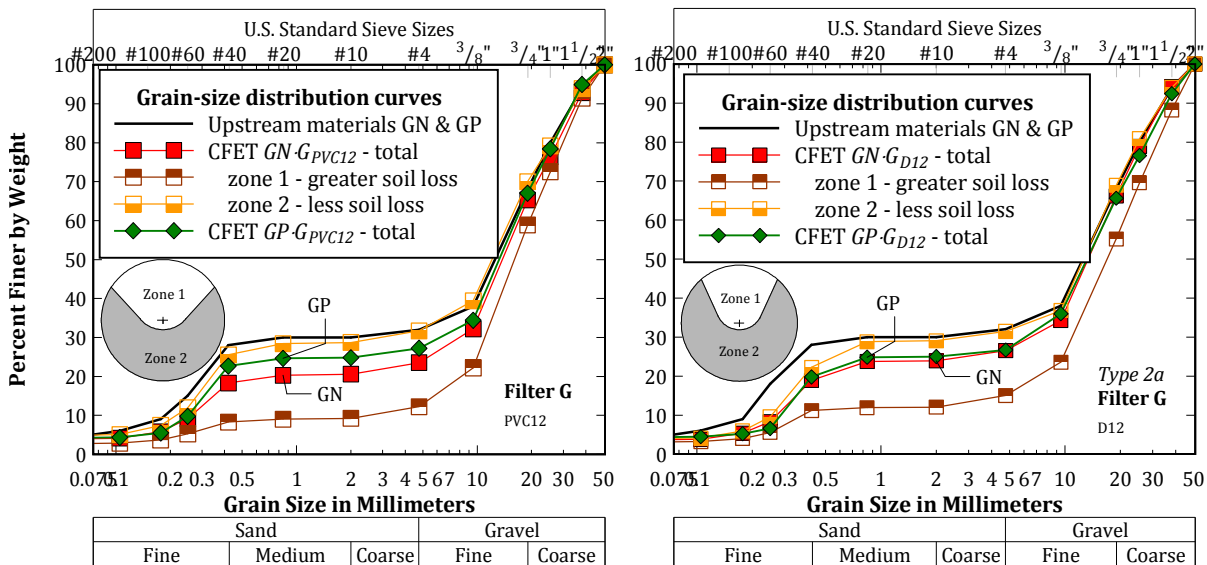 U.S. Standard Sieve Sizes
#200 #100 #60 #40 #20 #10 #4 3/8" 3/4" 1" 1 1/2" 2"
Percent Finer by Weight
100
90
80
70
60
50
40
30
20
10
0
Grain-size distribution curves
Upstream materials GN & GP
CFET GN·G_PVC12 - total
zone 1 - greater soil loss
zone 2 - less soil loss
CFET GP·G_PVC12 - total
Zone 1
Zone 2
GP
GN
Filter G
PVC12
0.075 0.1 0.2 0.3 0.5 1 2 3 4 5 6 7 10 20 30 50
Grain Size in Millimeters
Sand Gravel
Fine Medium Coarse Fine Coarse
U.S. Standard Sieve Sizes
#200 #100 #60 #40 #20 #10 #4 3/8" 3/4" 1" 1 1/2" 2"
100
90
80
70
60
50
40
30
20
10
0
Grain-size distribution curves
Upstream materials GN & GP
CFET GN·G_D12 - total
zone 1 - greater soil loss
zone 2 - less soil loss
CFET GP·G_D12 - total
Zone 1
Zone 2
GP
GN
Type 2a
Filter G
D12
0.075 0.1 0.2 0.3 0.5 1 2 3 4 5 6 7 10 20 30 50
Grain Size in Millimeters
Sand Gravel
Fine Medium Coarse Fine Coarse